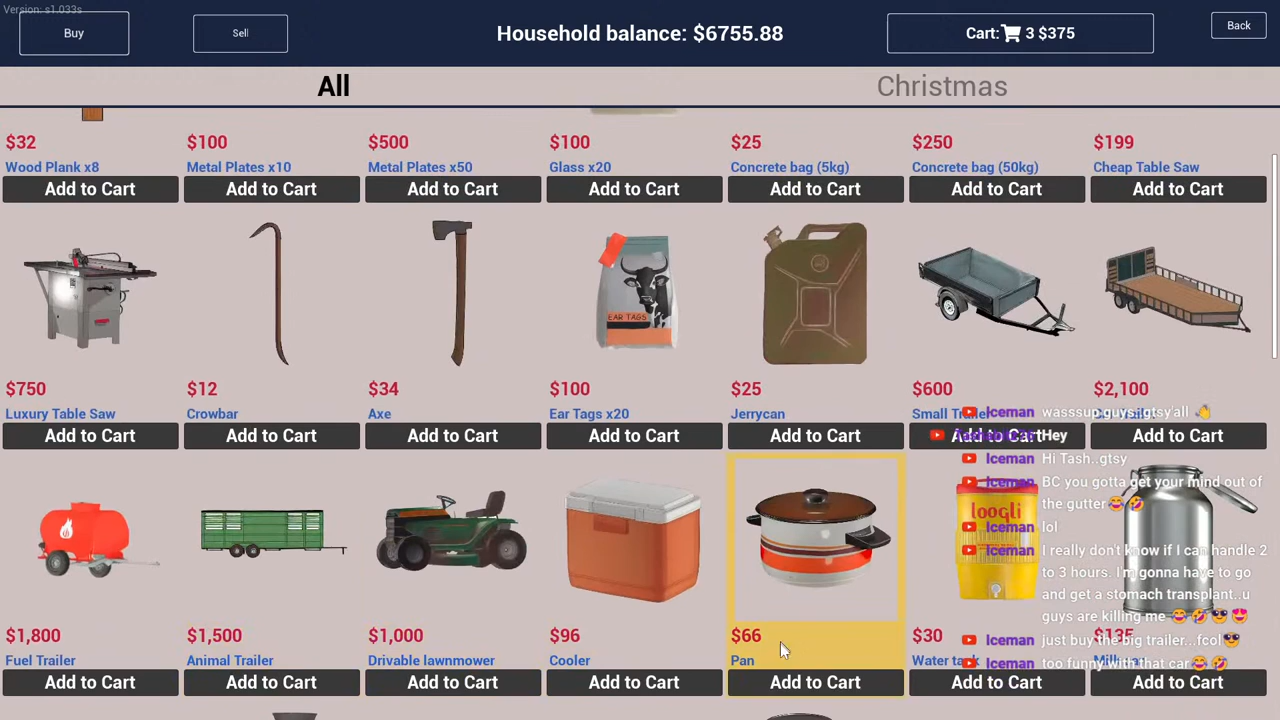 Version: s1.033s
Buy
Sell
Household balance: $6755.88
Cart: 3 $375
Back
All
Christmas
$32
$100
$500
$100
$25
$250
$199
Wood Plank x8
Metal Plates x10
Metal Plates x50
Glass x20
Concrete bag (5kg)
Concrete bag (50kg)
Cheap Table Saw
Add to Cart
Add to Cart
Add to Cart
Add to Cart
Add to Cart
Add to Cart
Add to Cart
EAR TAGS
$750
$12
$34
$100
$25
$600
$2,100
Luxury Table Saw
Crowbar
Axe
Ear Tags x20
Jerrycan
Small
Add to Cart
Add to Cart
Add to Cart
Add to Cart
Add to Cart
Add to Cart
Add to Cart
loogli
$1,800
$1,500
$1,000
$96
$66
$30
$135
Fuel Trailer
Animal Trailer
Drivable lawnmower
Cooler
Pan
Water
Add to Cart
Add to Cart
Add to Cart
Add to Cart
Add to Cart
Add to Cart
Add to Cart
Iceman wasssup guys..gtsy'all 👋
Hey
Iceman Hi Tash..gtsy
Iceman BC you gotta get your mind out of
the gutter😂🤣
Iceman lol
Iceman I really don't know if I can handle 2
to 3 hours. I'm gonna have to go
and get a stomach transplant..u
guys are killing me 😂🤣😎😍
Iceman just buy the big trailer...fcol😎
Iceman too funny with that car😂🤣